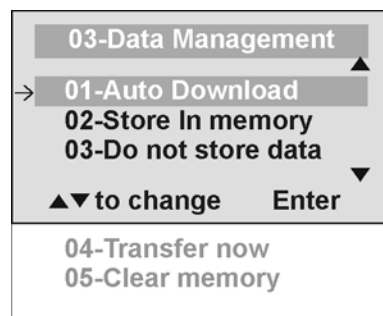 03-Data Management
▲
→ 01-Auto Download
02-Store In memory
03-Do not store data
▼
▲▼ to change Enter
04-Transfer now
05-Clear memory